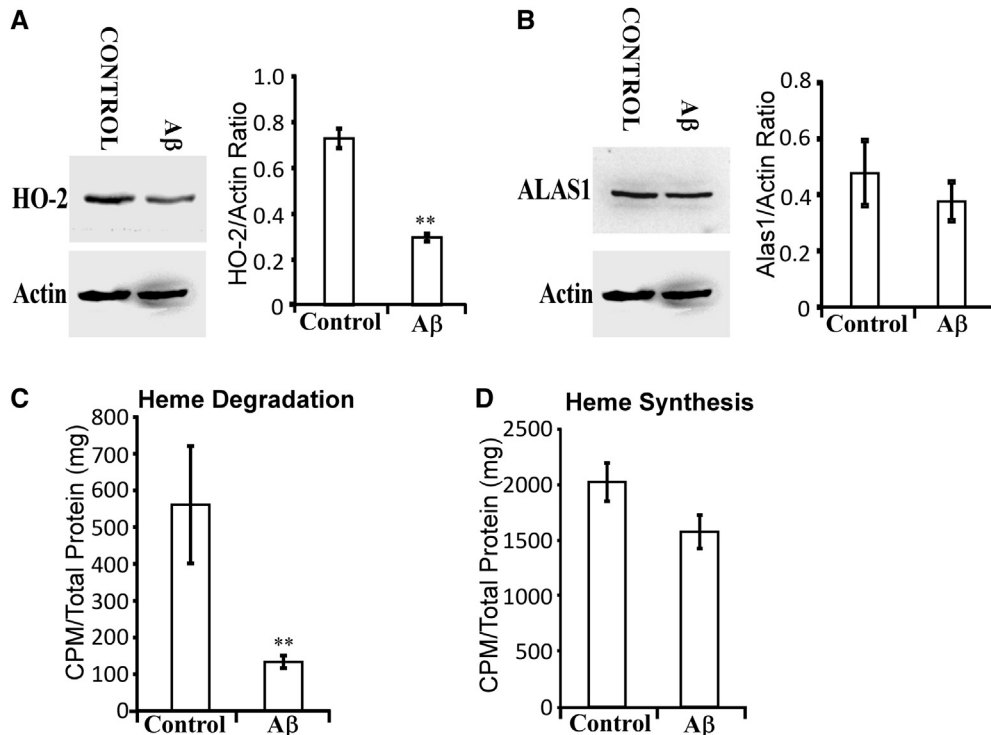 A
CONTROL
Aβ
HO-2
Actin
HO-2/Actin Ratio
1.0
0.8
0.6
0.4
0.2
0
**
Control
Aβ
B
CONTROL
Aβ
ALAS1
Actin
Alas1/Actin Ratio
0.8
0.6
0.4
0.2
0
Control
Aβ
C
Heme Degradation
CPM/Total Protein (mg)
800
700
600
500
400
300
200
100
0
**
Control
Aβ
D
Heme Synthesis
CPM/Total Protein (mg)
2500
2000
1500
1000
500
0
Control
Aβ